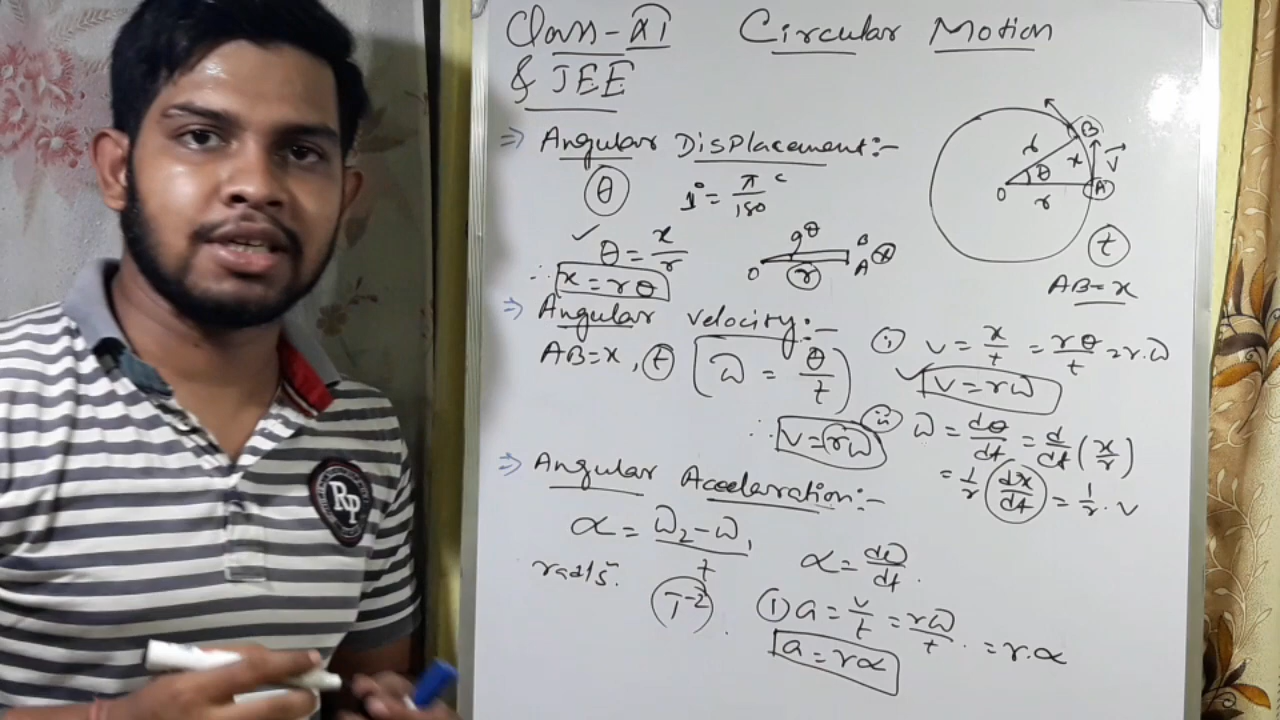 Class-XI Circular Motion
& JEE
⇒ Angular Displacement:-
θ 1° = π/180 ᶜ
✓ θ = x/r
∴ x = rθ
O θ r B A x
O r r θ x A B v⃗
t
AB = x
⇒ Angular velocity:-
AB=x, t ω = θ/t
∴ v = rω
(i) v = x/t = rθ/t = r.ω
✓ v = rω
(ii) ω = dθ/dt = d/dt (x/r)
= 1/r (dx/dt) = 1/r . v
⇒ Angular Accelaration:-
α = ω₂-ω₁/t α = dω/dt.
rad/s².
T⁻².
(1) a = v/t = rω/t. = r.α
a = rα
RP